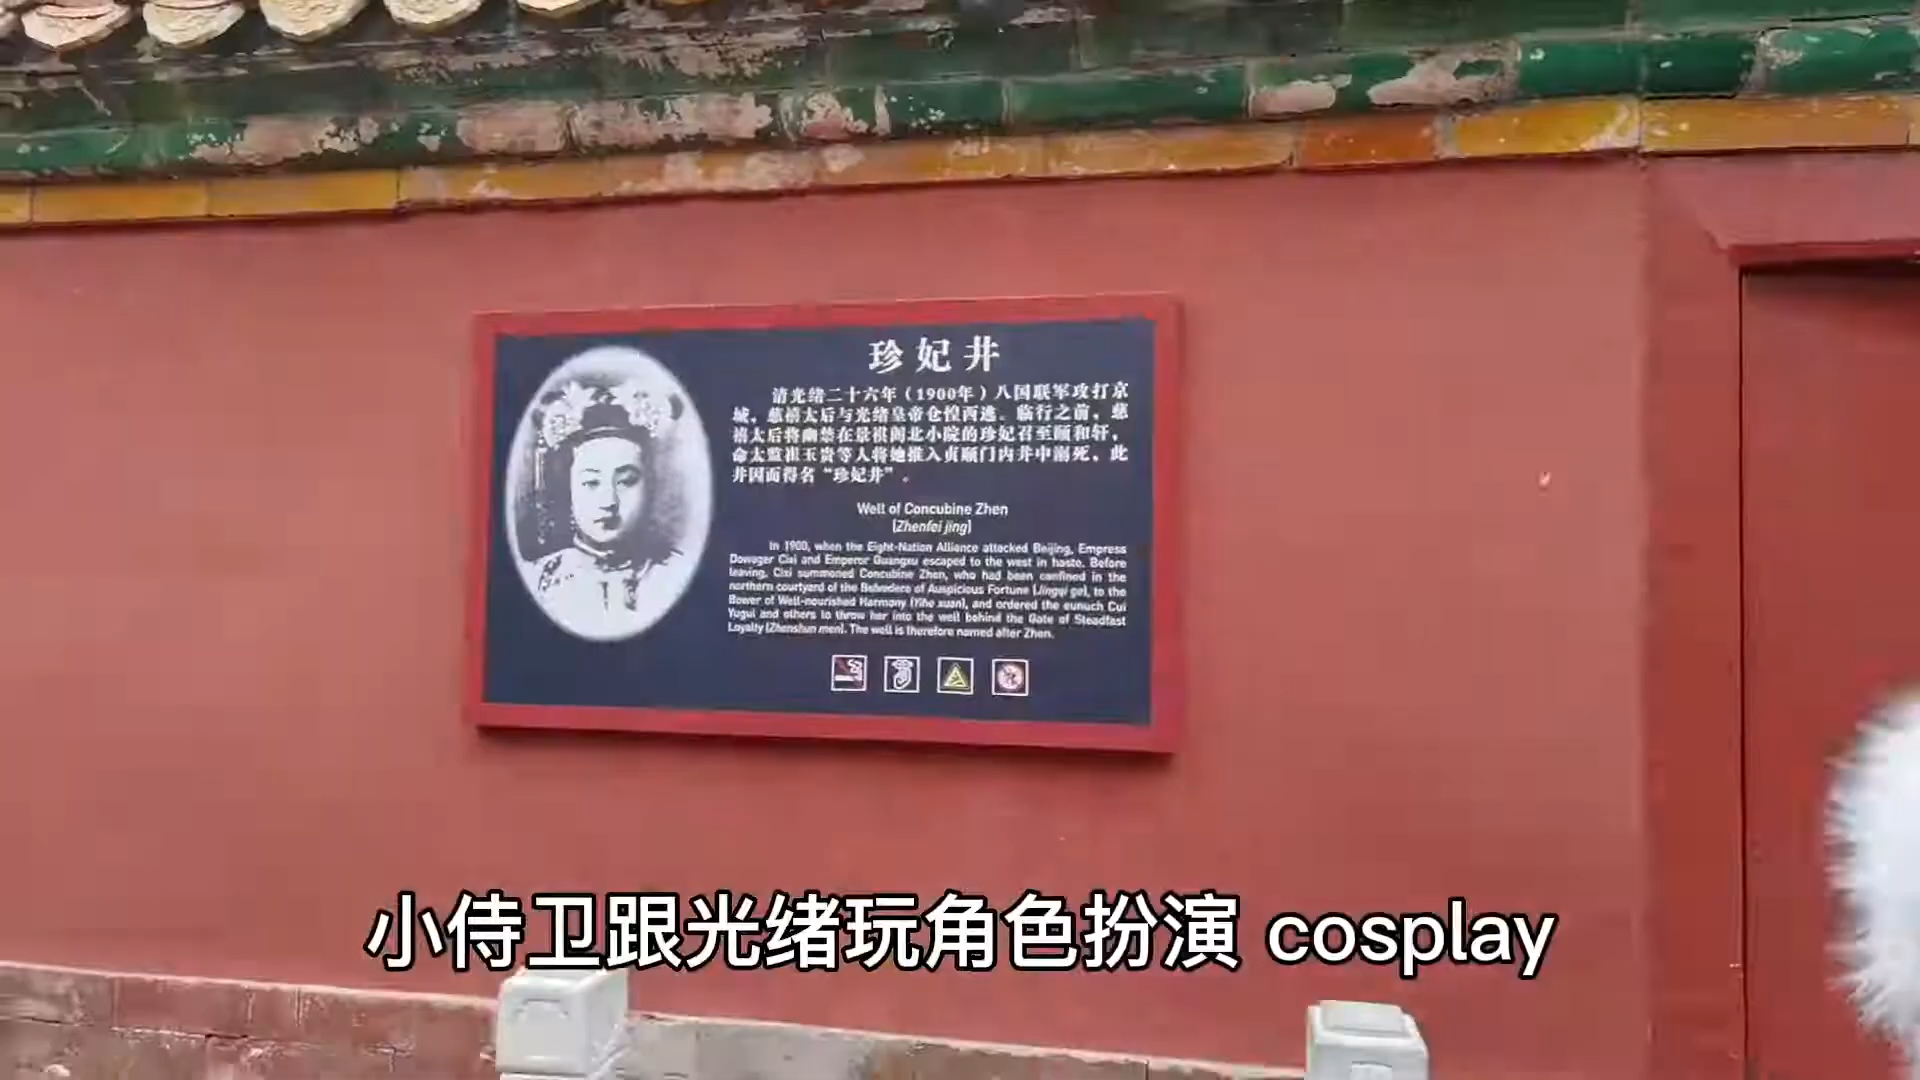 珍妃井
清光绪二十六年（1900年）八国联军攻打京
城，慈禧太后与光绪皇帝仓惶西逃。临行之前，慈
禧太后将幽禁在景祺阁北小院的珍妃召至颐和轩，
命太监崔玉贵等人将她推入贞顺门内井中溺死，此
井因而得名“珍妃井”。
Well of Concubine Zhen
(Zhenfei jing)
In 1900, when the Eight-Nation Alliance attacked Beijing, Empress
Dowager Cixi and Emperor Guangxu escaped to the west in haste. Before
leaving, Cixi summoned Concubine Zhen, who had been confined in the
northern courtyard of the Belvedere of Auspicious Fortune (Jingqi ge), to the
Bower of Well-nourished Harmony (Yihe xuan), and ordered the eunuch Cui
Yugui and others to throw her into the well behind the Gate of Steadfast
Loyalty (Zhenshun men). The well is therefore named after Zhen.
小侍卫跟光绪玩角色扮演 cosplay